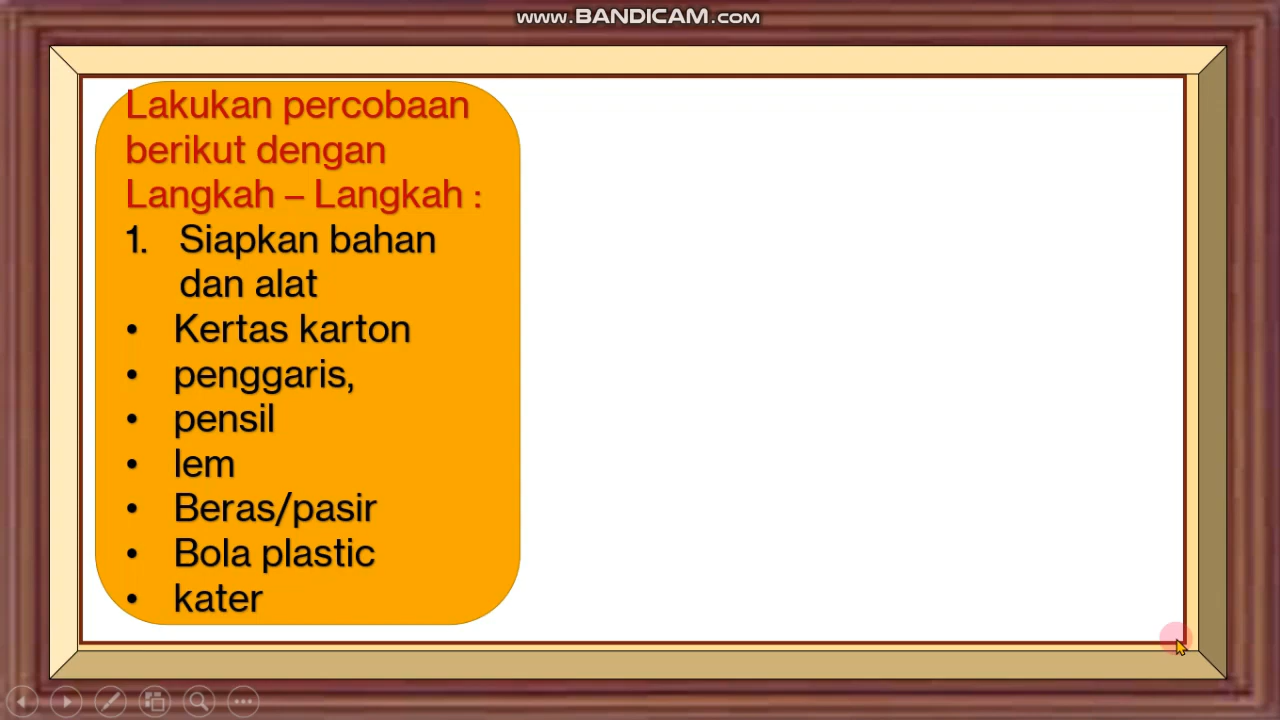 www.BANDICAM.com
Lakukan percobaan
berikut dengan
Langkah – Langkah :
1. Siapkan bahan
dan alat
• Kertas karton
• penggaris,
• pensil
• lem
• Beras/pasir
• Bola plastic
• kater